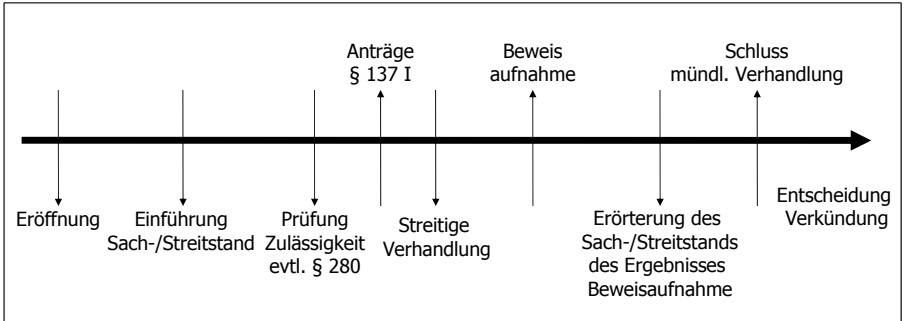 Anträge
§ 137 I
Beweis
aufnahme
Schluss
mündl. Verhandlung
Eröffnung
Einführung
Sach-/Streitstand
Prüfung
Zulässigkeit
evtl. § 280
Streitige
Verhandlung
Erörterung des
Sach-/Streitstands
des Ergebnisses
Beweisaufnahme
Entscheidung
Verkündung